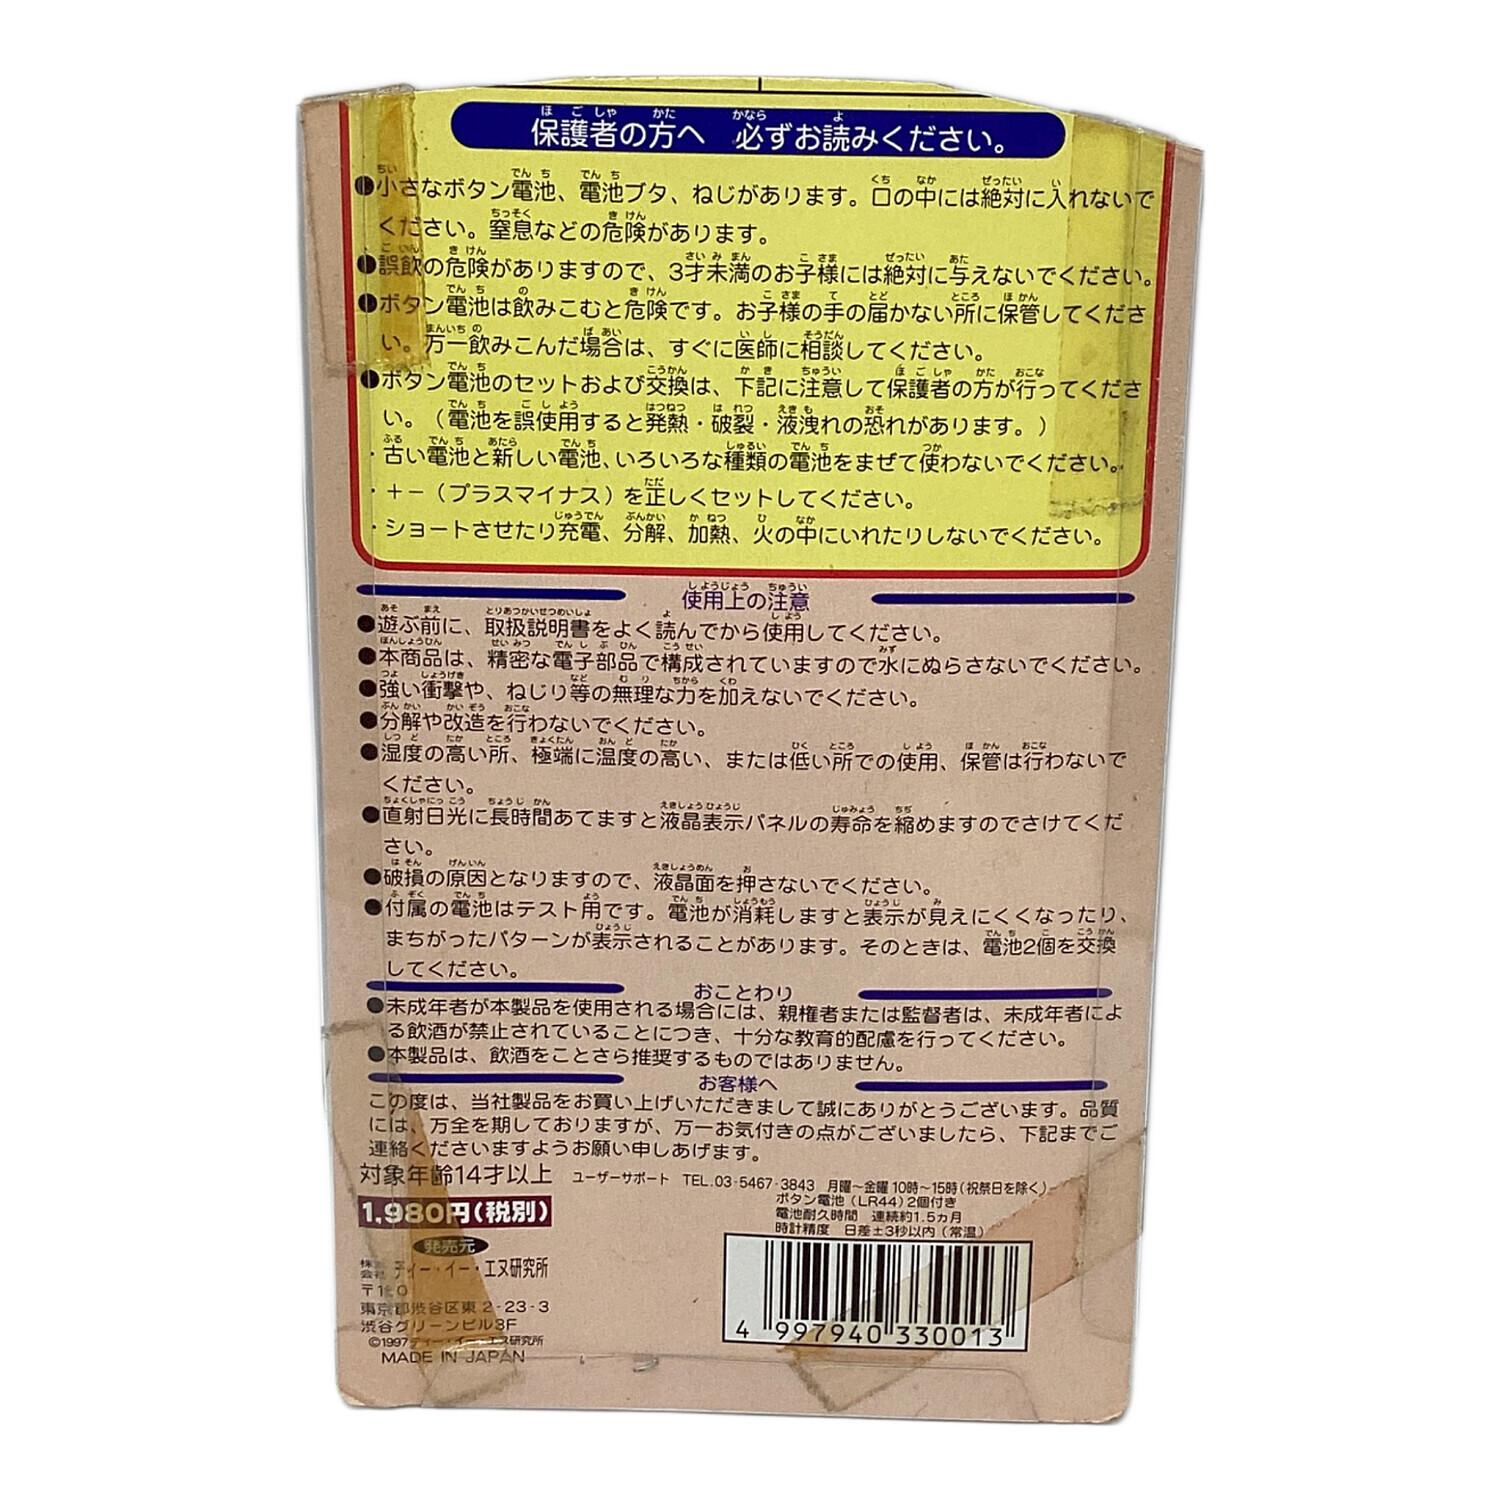 保護者の方へ 必ずお読みください。
●小さなボタン電池、電池ブタ、ねじがあります。口の中には絶対に入れないで
ください。窒息などの危険があります。
●誤飲の危険がありますので、3才未満のお子様には絶対に与えないでください。
●ボタン電池は飲みこむと危険です。お子様の手の届かない所に保管してくださ
い。万一飲みこんだ場合は、すぐに医師に相談してください。
●ボタン電池のセットおよび交換は、下記に注意して保護者の方が行ってくださ
い。（電池を誤使用すると発熱・破裂・液洩れの恐れがあります。）
・古い電池と新しい電池、いろいろな種類の電池をまぜて使わないでください。
・＋－（プラスマイナス）を正しくセットしてください。
・ショートさせたり充電、分解、加熱、火の中にいれたりしないでください。
使用上の注意
●遊ぶ前に、取扱説明書をよく読んでから使用してください。
●本商品は、精密な電子部品で構成されていますので水にぬらさないでください。
●強い衝撃や、ねじり等の無理な力を加えないでください。
●分解や改造を行わないでください。
●湿度の高い所、極端に温度の高い、または低い所での使用、保管は行わないで
ください。
●直射日光に長時間あてますと液晶表示パネルの寿命を縮めますのでさけてくだ
さい。
●破損の原因となりますので、液晶面を押さないでください。
●付属の電池はテスト用です。電池が消耗しますと表示が見えにくくなったり、
まちがったパターンが表示されることがあります。そのときは、電池2個を交換
してください。
おことわり
●未成年者が本製品を使用される場合には、親権者または監督者は、未成年者によ
る飲酒が禁止されていることにつき、十分な教育的配慮を行ってください。
●本製品は、飲酒をことさら推奨するものではありません。
お客様へ
この度は、当社製品をお買い上げいただきまして誠にありがとうございます。品質
には、万全を期しておりますが、万一お気付きの点がございましたら、下記までご
連絡くださいますようお願い申しあげます。
対象年齢14才以上 ユーザーサポート TEL.03-5467-3843 月曜～金曜 10時～15時（祝祭日を除く）
ボタン電池（LR44）2個付き
電池耐久時間 連続約1.5ヵ月
時計精度 日差±3秒以内（常温）
1,980円（税別）
発売元
株式会社 ディー・イー・エヌ研究所
東京都渋谷区東 2-23-3
渋谷グリーンビル3F
©1997 ディー・イー・エヌ研究所
MADE IN JAPAN
4 997940 330013